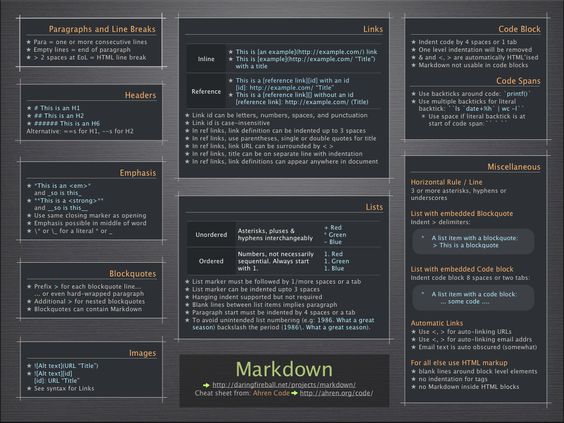 Paragraphs and Line Breaks
★ Para = one or more consecutive lines
★ Empty lines = end of paragraph
★ > 2 spaces at EoL = HTML line break
Headers
★ # This is an H1
★ ## This is an H2
★ ###### This is an H6
Alternative: ==s for H1, --s for H2
Emphasis
★ *This is an <em>*
and _so is this_
★ **This is a <strong>**
and __so is this__
★ Use same closing marker as opening
★ Emphasis possible in middle of word
★ \* or \_ for a literal * or _
Blockquotes
★ Prefix > for each blockquote line...
... or even hard-wrapped paragraph
★ Additional > for nested blockquotes
★ Blockquotes can contain Markdown
Images
★ ![Alt text](URL "Title")
★ ![Alt text][id]
[id]: URL "Title"
★ See syntax for Links
Links
Inline
★ This is [an example](http://example.com/) link
★ This is [example](http://example.com/ "Title")
with a title
Reference
★ This is a [reference link][id] with an id
[id]: http://example.com/ "Title"
★ This is a [reference link][] without an id
[reference link]: http://example.com/ (Title)
★ Link id can be letters, numbers, spaces, and punctuation
★ Link id is case-insensitive
★ In ref links, link definition can be indented up to 3 spaces
★ In ref links, use parentheses, single or double quotes for title
★ In ref links, link URL can be surrounded by < >
★ In ref links, title can be on separate line with indentation
★ In ref links, link definitions can appear anywhere in document
Lists
Unordered
Asterisks, pluses &
hyphens interchangeably
+ Red
* Green
- Blue
Ordered
Numbers, not necessarily
sequential. Always start
with 1.
1. Red
1. Green
1. Blue
★ List marker must be followed by 1/more spaces or a tab
★ List marker can be indented upto 3 spaces
★ Hanging indent supported but not required
★ Blank lines between list items implies paragraph
★ Paragraph start must be indented by 4 spaces or a tab
★ To avoid unintended list numbering (e.g: 1986. What a great
season) backslash the period (1986\. What a great season).
Markdown
http://daringfireball.net/projects/markdown/
Cheat sheet from: Ahren Code http://ahren.org/code/
Code Block
★ Indent code by 4 spaces or 1 tab
★ One level indentation will be removed
★ & and <, > are automatically HTML'ised
★ Markdown not usable in code blocks
Code Spans
★ Use backticks around code: `printf()`
★ Use multiple backticks for literal
backtick: ``ls `date+%h` | wc -l``
★ Use space if literal backtick is at
start of code span:
Miscellaneous
Horizontal Rule / Line
3 or more asterisks, hyphens or
underscores
List with embedded Blockquote
Indent > delimiters:
* A list item with a blockquote:
> This is a blockquote
List with embedded Code block
Indent code block 8 spaces or two tabs:
* A list item with a code block:
... some code ....
Automatic Links
★ Use <, > for auto-linking URLs
★ Use <, > for auto-linking email addrs
★ Email text is auto obscured (somewhat)
For all else use HTML markup
★ blank lines around block level elements
★ no indentation for tags
★ no Markdown inside HTML blocks